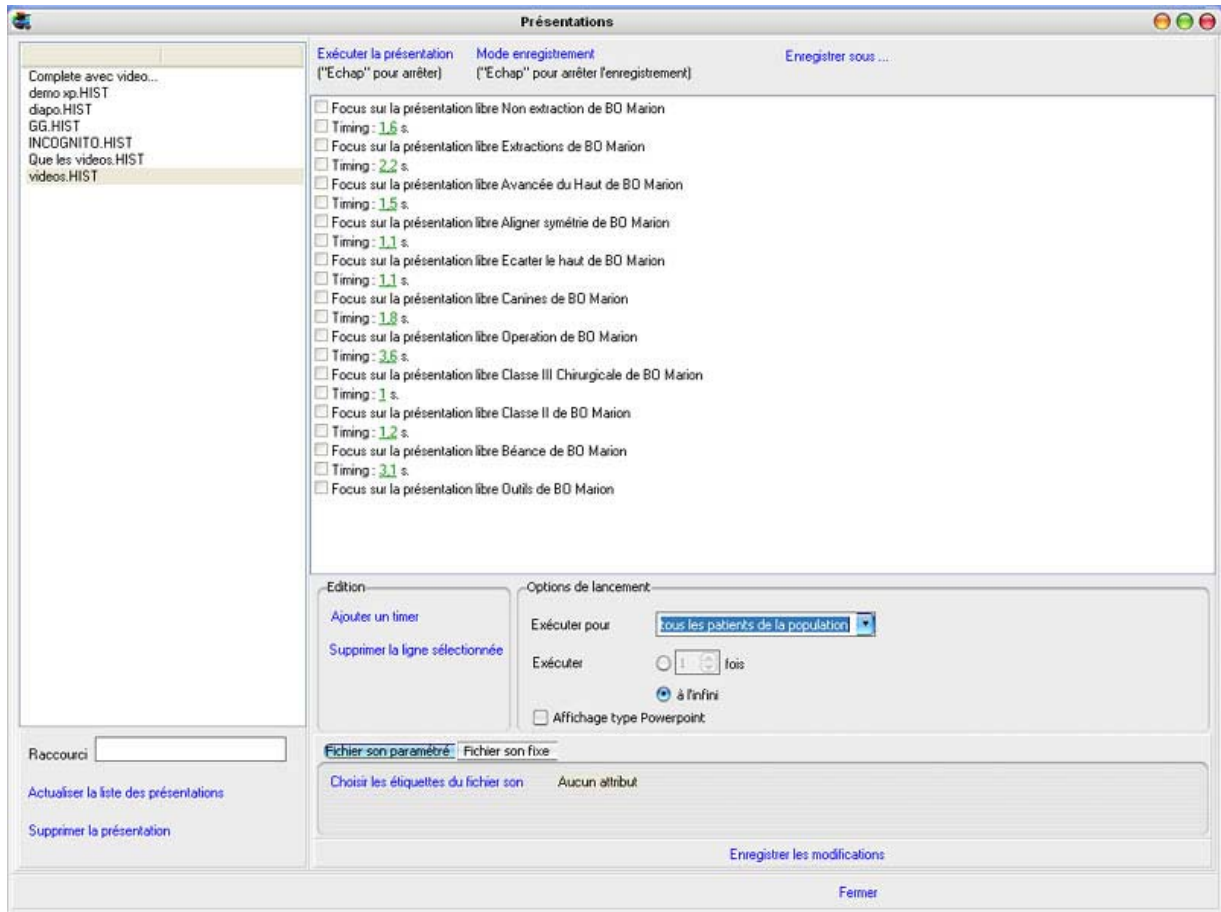 Présentations
Complete avec video...
demo xp.HIST
diapo.HIST
GG.HIST
INCOGNITO.HIST
Que les videos.HIST
videos.HIST
Exécuter la présentation
("Echap" pour arrêter)
Mode enregistrement
("Echap" pour arrêter l'enregistrement)
Enregistrer sous ...
Focus sur la présentation libre Non extraction de BO Marion
Timing : 1,6 s.
Focus sur la présentation libre Extractions de BO Marion
Timing : 2,2 s.
Focus sur la présentation libre Avancée du Haut de BO Marion
Timing : 1,5 s.
Focus sur la présentation libre Aligner symétrie de BO Marion
Timing : 1,1 s.
Focus sur la présentation libre Ecarter le haut de BO Marion
Timing : 1,1 s.
Focus sur la présentation libre Canines de BO Marion
Timing : 1,8 s.
Focus sur la présentation libre Operation de BO Marion
Timing : 3,6 s.
Focus sur la présentation libre Classe III Chirurgicale de BO Marion
Timing : 1 s.
Focus sur la présentation libre Classe II de BO Marion
Timing : 1,2 s.
Focus sur la présentation libre Béance de BO Marion
Timing : 3,1 s.
Focus sur la présentation libre Outils de BO Marion
Edition
Ajouter un timer
Supprimer la ligne sélectionnée
Options de lancement
Exécuter pour tous les patients de la population
Exécuter 1 fois
à l'infini
Affichage type Powerpoint
Raccourci
Actualiser la liste des présentations
Supprimer la présentation
Fichier son paramétré Fichier son fixe
Choisir les étiquettes du fichier son Aucun attribut
Enregistrer les modifications
Fermer